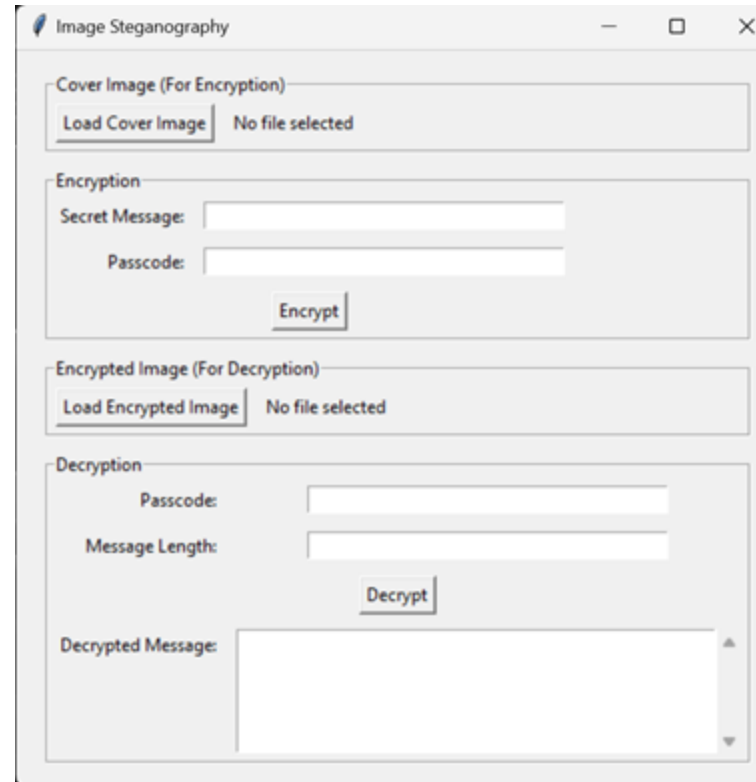 Image Steganography
Cover Image (For Encryption)
Load Cover Image No file selected
Encryption
Secret Message:
Passcode:
Encrypt
Encrypted Image (For Decryption)
Load Encrypted Image No file selected
Decryption
Passcode:
Message Length:
Decrypt
Decrypted Message: